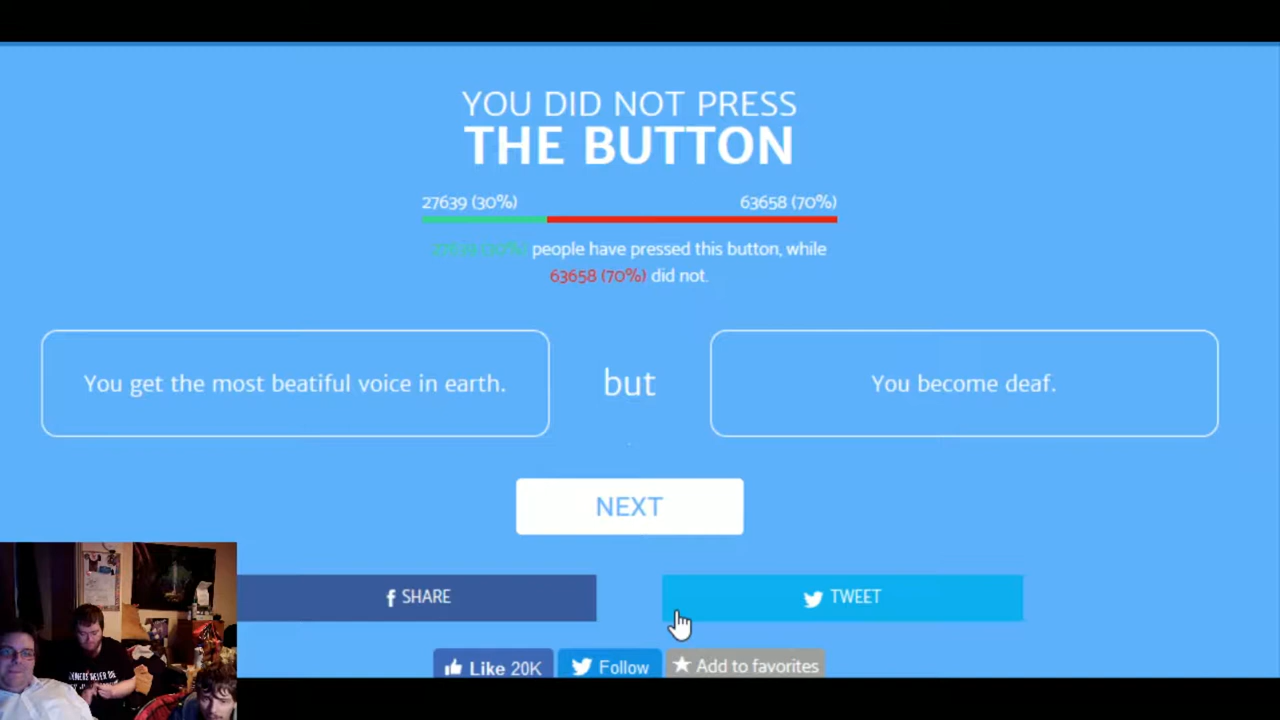 YOU DID NOT PRESS
THE BUTTON
27639 (30%) 63658 (70%)
27639 (30%) people have pressed this button, while
63658 (70%) did not.
You get the most beatiful voice in earth.
but
You become deaf.
NEXT
SHARE
TWEET
Like 20K
Follow
Add to favorites